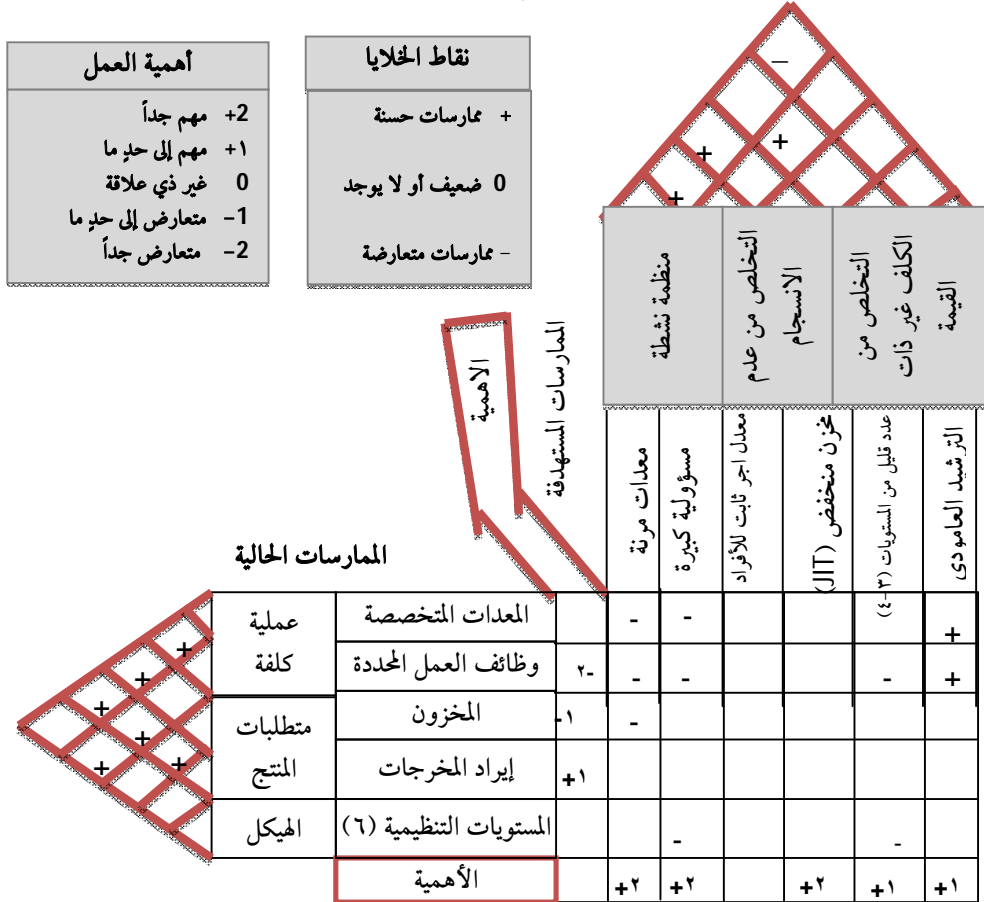 أهمية العمل
+2 مهم جداً
+١ مهم إلى حدٍ ما
0 غير ذي علاقة
-1 متعارض إلى حدٍ ما
-2 متعارض جداً
نقاط الخلايا
+ ممارسات حسنة
0 ضعيف أو لا يوجد
- ممارسات متعارضة
–
+
+
+
منظمة نشطة
التخلص من عدم
الانسجام
التخلص من
الكلف غير ذات
القيمة
الاهمية
الممارسات المستهدفة
معدات مرنة
مسؤولية كبيرة
معدل اجر ثابت للأفراد
مخزن منخفض (JIT)
عدد قليل من المستويات (٣-٤)
الترشيد العامودى
الممارسات الحالية
عملية
كلفة
متطلبات
المنتج
الهيكل
+
+
+
+
+
+
المعدات المتخصصة - - +
وظائف العمل المحددة -٢ - - - +
المخزون -١ -
إيراد المخرجات +١
المستويات التنظيمية (٦) - -
الأهمية +٢ +٢ +٢ +١ +١